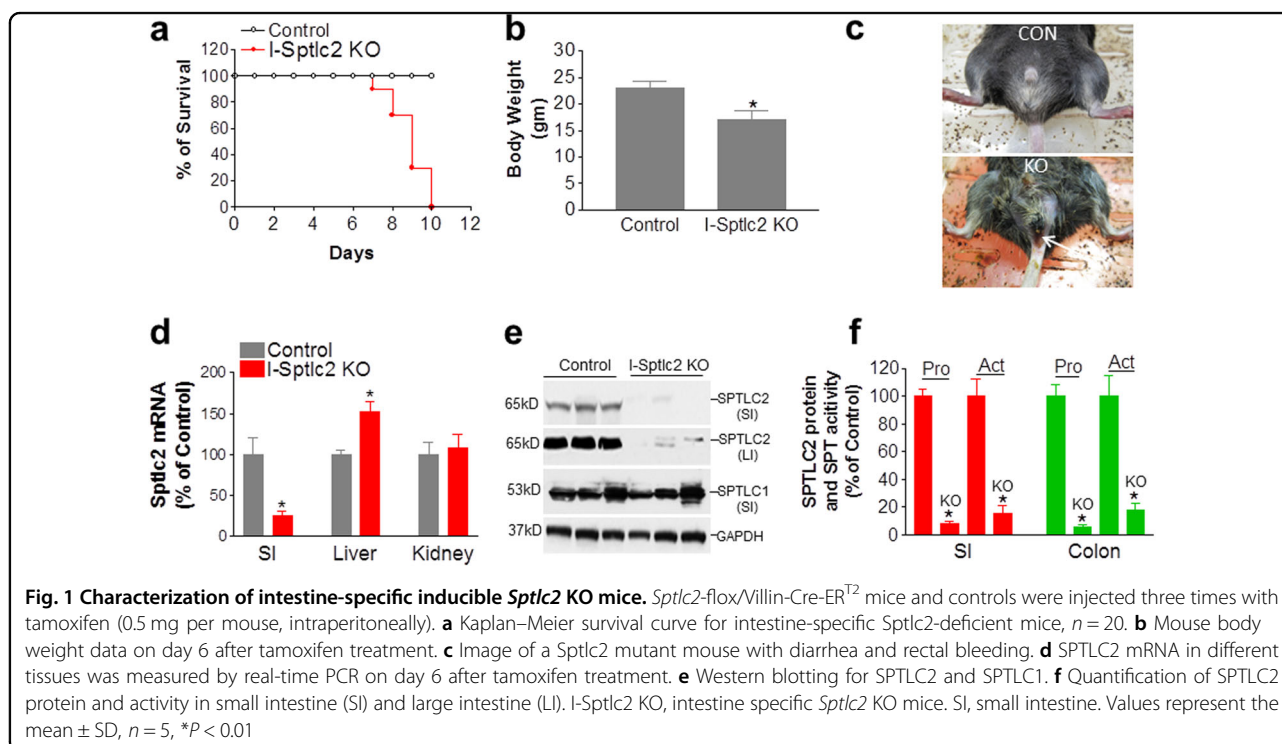 a
Control
I-Sptlc2 KO
% of Survival
120
100
80
60
40
20
0
0 2 4 6 8 10 12
Days
b
Body Weight
(gm)
30
25
20
15
10
5
0
*
Control I-Sptlc2 KO
c
CON
KO
d
Control
I-Sptlc2 KO
Sptlc2 mRNA
(% of Control)
200
150
100
50
0
* *
SI Liver Kidney
e
Control I-Sptlc2 KO
65kD SPTLC2
(SI)
65kD SPTLC2
(LI)
53kD SPTLC1
(SI)
37kD GAPDH
f
SPTLC2 protein
and SPT acitivity
(% of Control)
120
100
80
60
40
20
0
Pro Act Pro Act
KO KO KO KO
* * * *
SI Colon
Fig. 1 Characterization of intestine-specific inducible Sptlc2 KO mice. Sptlc2-flox/Villin-Cre-ERT2 mice and controls were injected three times with
tamoxifen (0.5 mg per mouse, intraperitoneally). a Kaplan–Meier survival curve for intestine-specific Sptlc2-deficient mice, n = 20. b Mouse body
weight data on day 6 after tamoxifen treatment. c Image of a Sptlc2 mutant mouse with diarrhea and rectal bleeding. d SPTLC2 mRNA in different
tissues was measured by real-time PCR on day 6 after tamoxifen treatment. e Western blotting for SPTLC2 and SPTLC1. f Quantification of SPTLC2
protein and activity in small intestine (SI) and large intestine (LI). I-Sptlc2 KO, intestine specific Sptlc2 KO mice. SI, small intestine. Values represent the
mean ± SD, n = 5, *P < 0.01